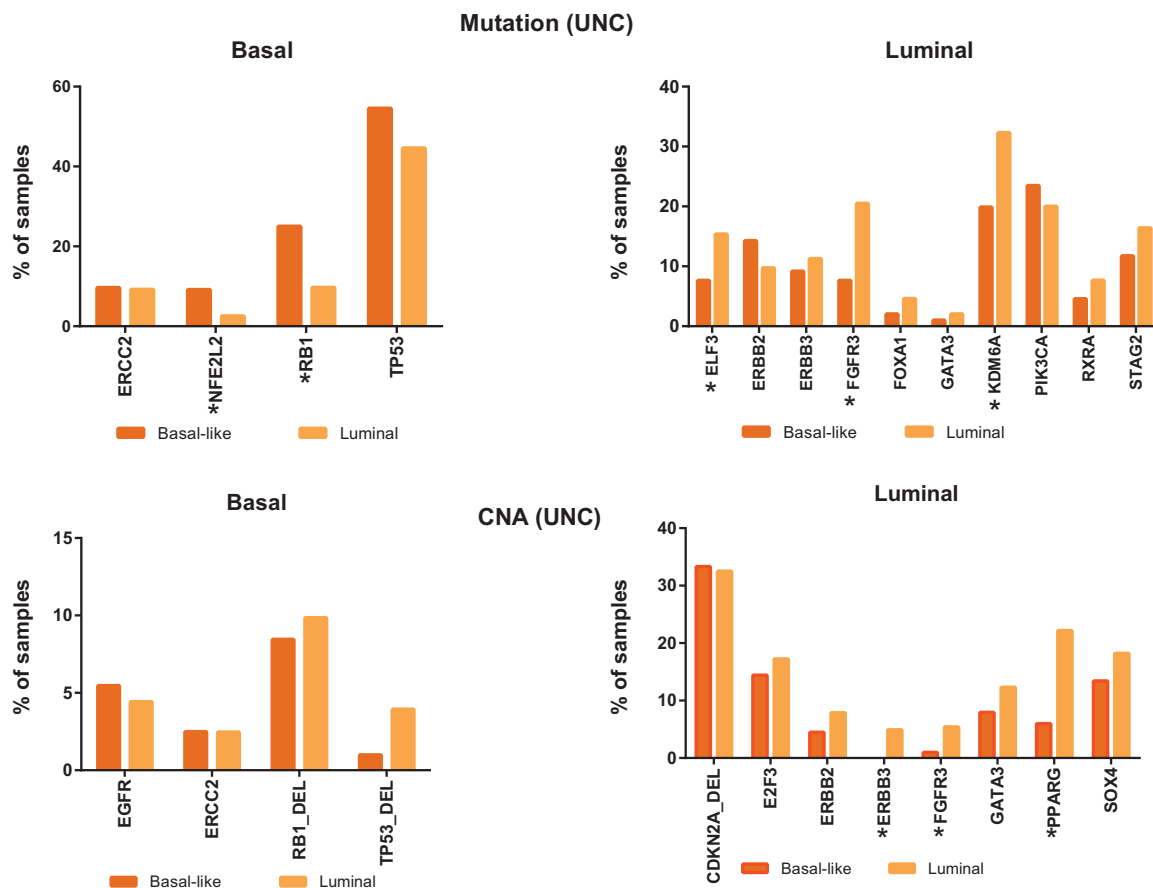 Mutation (UNC)
Basal
% of samples
60
40
20
0
ERCC2
*NFE2L2
*RB1
TP53
Basal-like
Luminal
Luminal
% of samples
40
30
20
10
0
* ELF3
ERBB2
ERBB3
* FGFR3
FOXA1
GATA3
* KDM6A
PIK3CA
RXRA
STAG2
Basal-like
Luminal
CNA (UNC)
Basal
% of samples
15
10
5
0
EGFR
ERCC2
RB1_DEL
TP53_DEL
Basal-like
Luminal
Luminal
% of samples
40
30
20
10
0
CDKN2A_DEL
E2F3
ERBB2
*ERBB3
*FGFR3
GATA3
*PPARG
SOX4
Basal-like
Luminal